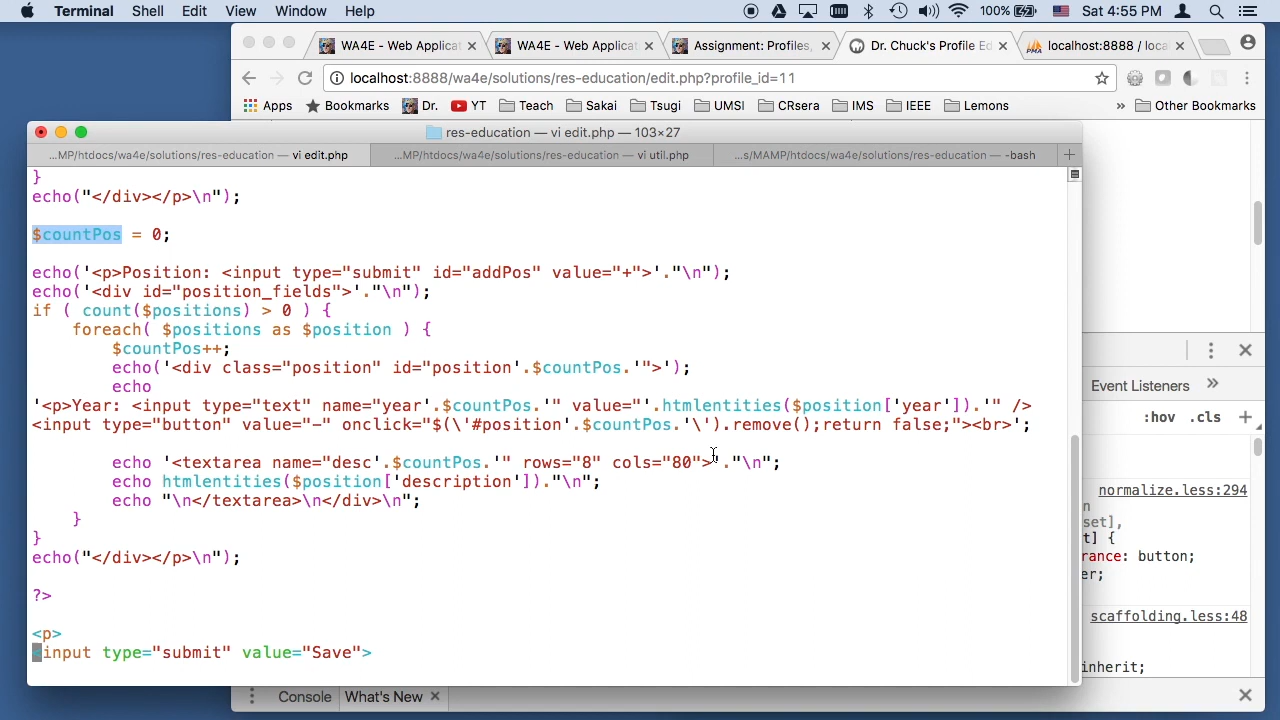 Terminal Shell Edit View Window Help 100% Sat 4:55 PM
WA4E - Web Applicat × WA4E - Web Applicat × Assignment: Profiles, × Dr. Chuck's Profile Ed × localhost:8888 / local ×
localhost:8888/wa4e/solutions/res-education/edit.php?profile_id=11
Apps Bookmarks Dr. YT Teach Sakai Tsugi UMSI CRsera IMS IEEE Lemons » Other Bookmarks
res-education — vi edit.php — 103×27
...MP/htdocs/wa4e/solutions/res-education — vi edit.php ...MP/htdocs/wa4e/solutions/res-education — vi util.php ...s/MAMP/htdocs/wa4e/solutions/res-education — -bash +
}
echo("</div></p>\n");
$countPos = 0;
echo('<p>Position: <input type="submit" id="addPos" value="+">'."\n");
echo('<div id="position_fields">'."\n");
if ( count($positions) > 0 ) {
foreach( $positions as $position ) {
$countPos++;
echo('<div class="position" id="position'.$countPos.'">');
echo
'<p>Year: <input type="text" name="year'.$countPos.'" value="'.htmlentities($position['year']).'" />
<input type="button" value="-" onclick="$(\'#position'.$countPos.'\').remove();return false;"><br>';
echo '<textarea name="desc'.$countPos.'" rows="8" cols="80">'."\n";
echo htmlentities($position['description'])."\n";
echo "\n</textarea>\n</div>\n";
}
}
echo("</div></p>\n");
?>
<p>
<input type="submit" value="Save">
Event Listeners »
:hov .cls +
normalize.less:294
set],
t] {
rance: button;
er;
scaffolding.less:48
inherit;
Console What's New ×